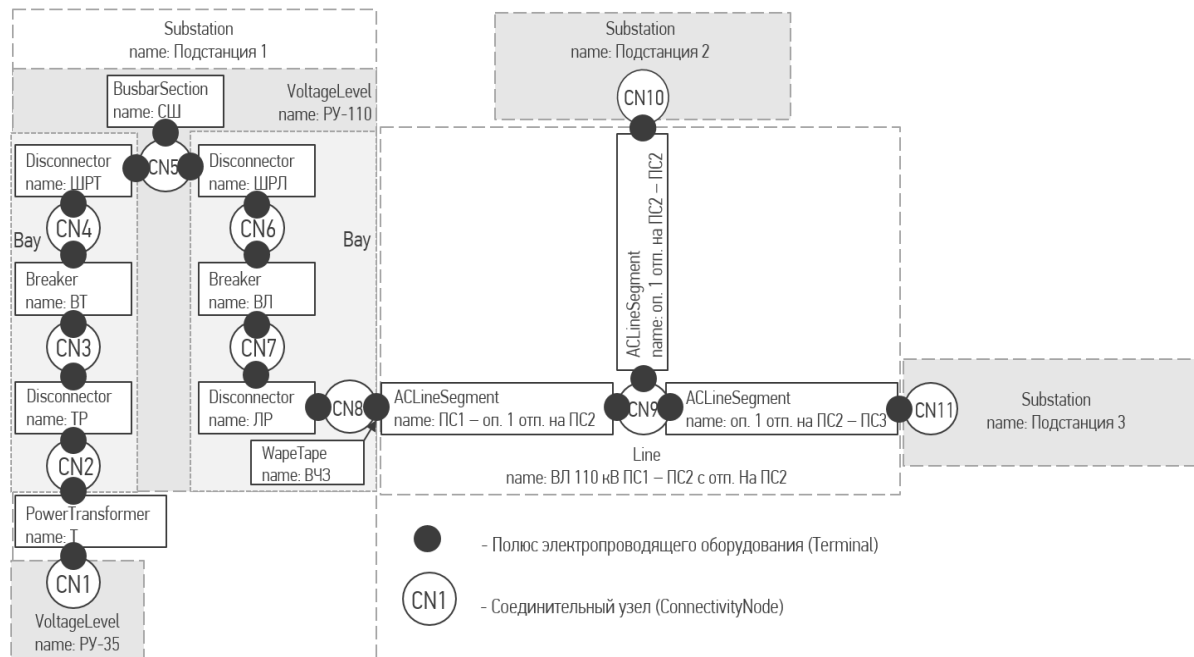 Substation
name: Подстанция 1
BusbarSection
name: СШ
VoltageLevel
name: РУ-110
Disconnector
name: ШРТ
CN5
Disconnector
name: ШРЛ
CN4
CN6
Bay
Bay
Breaker
name: ВТ
Breaker
name: ВЛ
CN3
CN7
Disconnector
name: ТР
Disconnector
name: ЛР
CN8
CN2
WapeTape
name: ВЧЗ
PowerTransformer
name: Т
CN1
VoltageLevel
name: РУ-35
Substation
name: Подстанция 2
CN10
ACLineSegment
name: оп. 1 отп. на ПС2 – ПС2
ACLineSegment
name: ПС1 – оп. 1 отп. на ПС2
CN9
ACLineSegment
name: оп. 1 отп. на ПС2 – ПС3
CN11
Substation
name: Подстанция 3
Line
name: ВЛ 110 кВ ПС1 – ПС2 с отп. На ПС2
- Полюс электропроводящего оборудования (Terminal)
CN1
- Соединительный узел (ConnectivityNode)